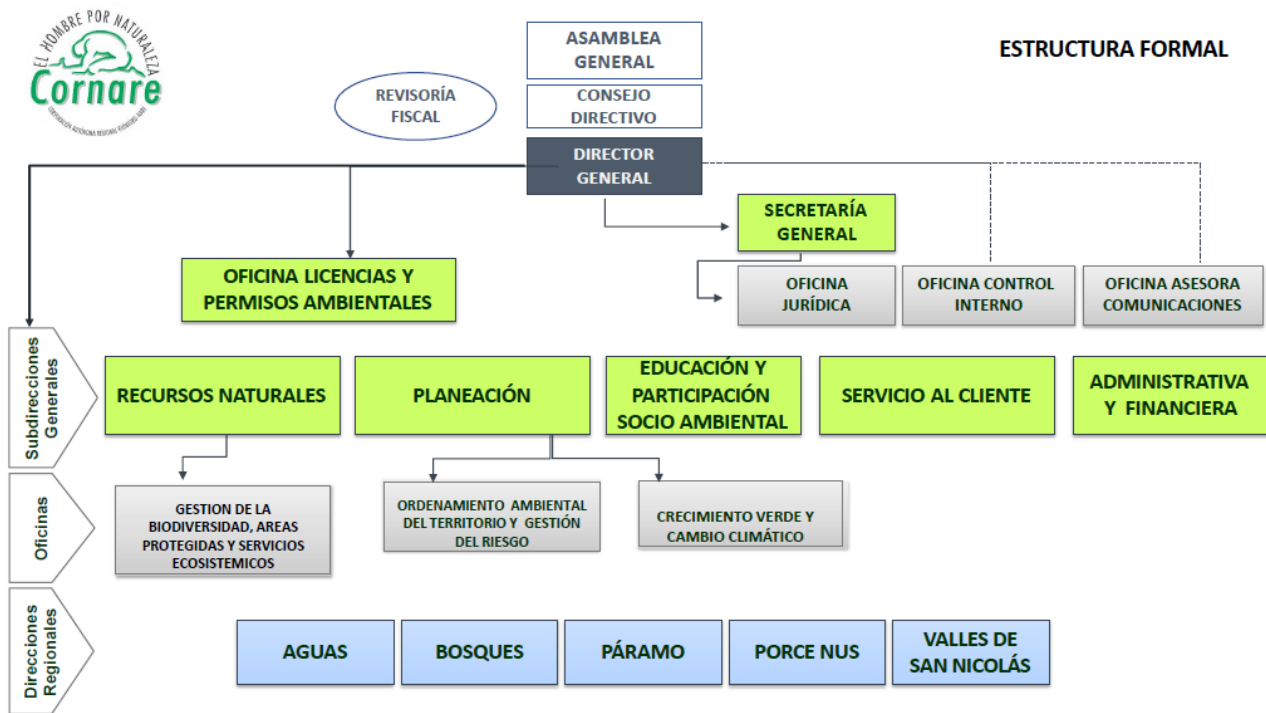 EL HOMBRE POR NATURALEZA
Cornare
ESTRUCTURA FORMAL
ASAMBLEA
GENERAL
CONSEJO
DIRECTIVO
REVISORÍA
FISCAL
DIRECTOR
GENERAL
SECRETARÍA
GENERAL
OFICINA LICENCIAS Y
PERMISOS AMBIENTALES
OFICINA
JURÍDICA
OFICINA CONTROL
INTERNO
OFICINA ASESORA
COMUNICACIONES
Subdirecciones
Generales
RECURSOS NATURALES
PLANEACIÓN
EDUCACIÓN Y
PARTICIPACIÓN
SOCIO AMBIENTAL
SERVICIO AL CLIENTE
ADMINISTRATIVA
Y FINANCIERA
Oficinas
GESTION DE LA
BIODIVERSIDAD, AREAS
PROTEGIDAS Y SERVICIOS
ECOSISTEMICOS
ORDENAMIENTO AMBIENTAL
DEL TERRITORIO Y GESTIÓN
DEL RIESGO
CRECIMIENTO VERDE Y
CAMBIO CLIMÁTICO
Direcciones
Regionales
AGUAS
BOSQUES
PÁRAMO
PORCE NUS
VALLES DE
SAN NICOLÁS